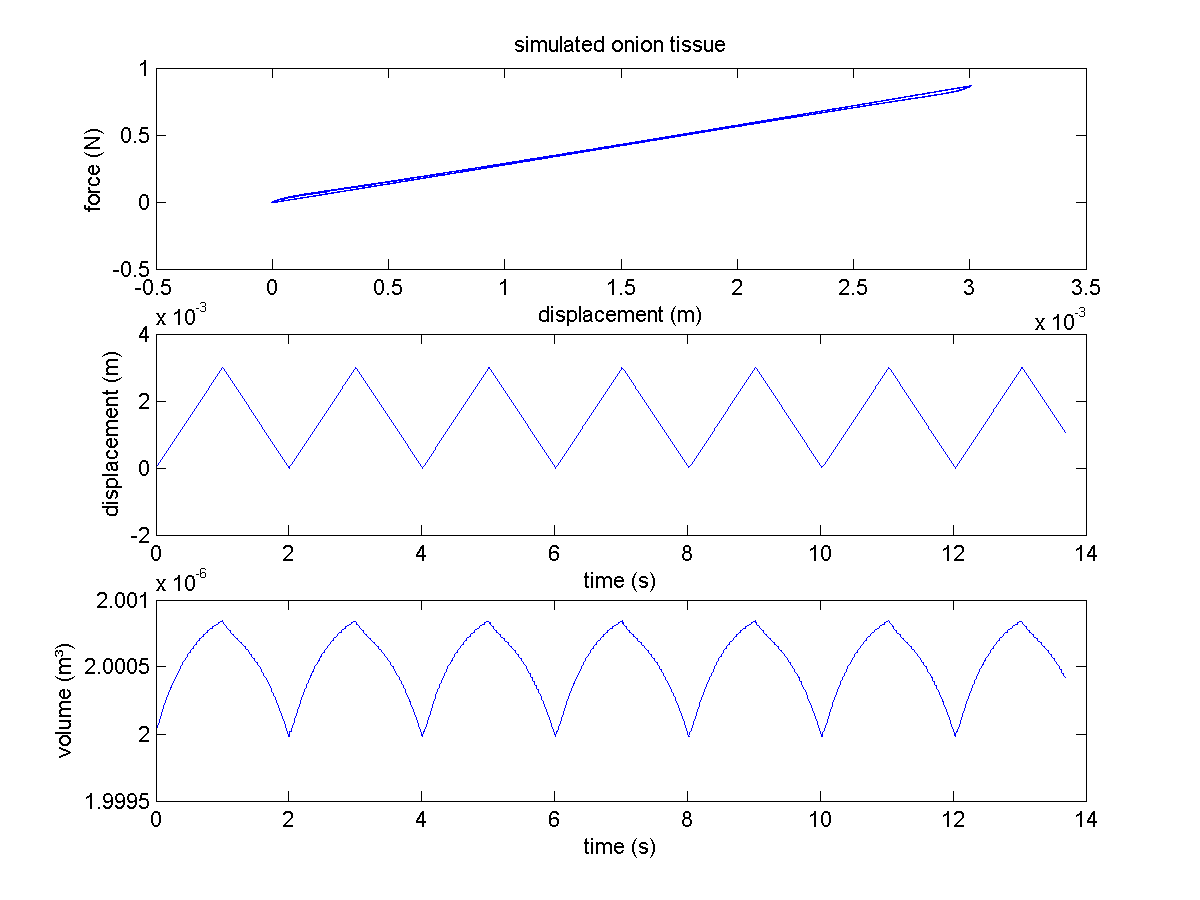 simulated onion tissue
1
0.5
0
-0.5
force (N)
-0.5 0 0.5 1 1.5 2 2.5 3 3.5
displacement (m)
x 10^-3
x 10^-3
4
2
0
-2
displacement (m)
0 2 4 6 8 10 12 14
time (s)
x 10^-6
2.001
2.0005
2
1.9995
volume (m³)
0 2 4 6 8 10 12 14
time (s)